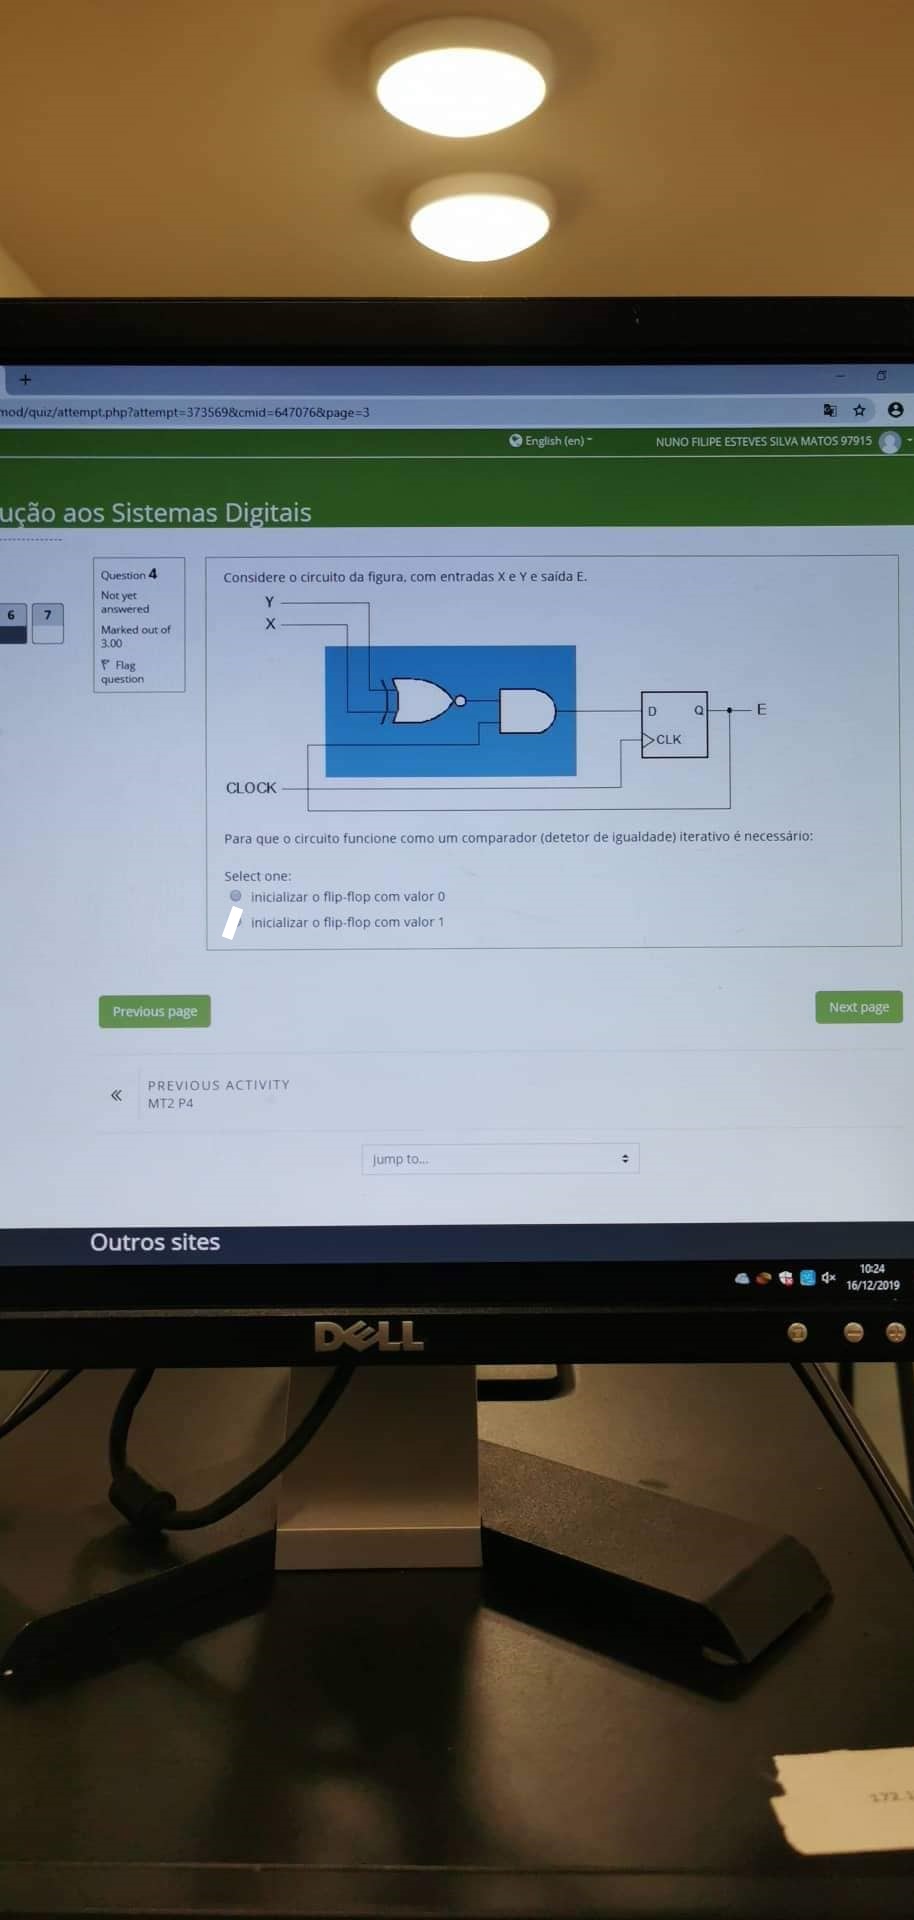 +
mod/quiz/attempt.php?attempt=373569&cmid=647076&page=3
English (en)
NUNO FILIPE ESTEVES SILVA MATOS 97915
ução aos Sistemas Digitais
6 7
Question 4
Not yet
answered
Marked out of
3.00
Flag
question
Considere o circuito da figura, com entradas X e Y e saída E.
Y
X
D Q E
CLK
CLOCK
Para que o circuito funcione como um comparador (detetor de igualdade) iterativo é necessário:
Select one:
inicializar o flip-flop com valor 0
inicializar o flip-flop com valor 1
Previous page
Next page
PREVIOUS ACTIVITY
MT2 P4
Jump to...
Outros sites
10:24
16/12/2019
DELL